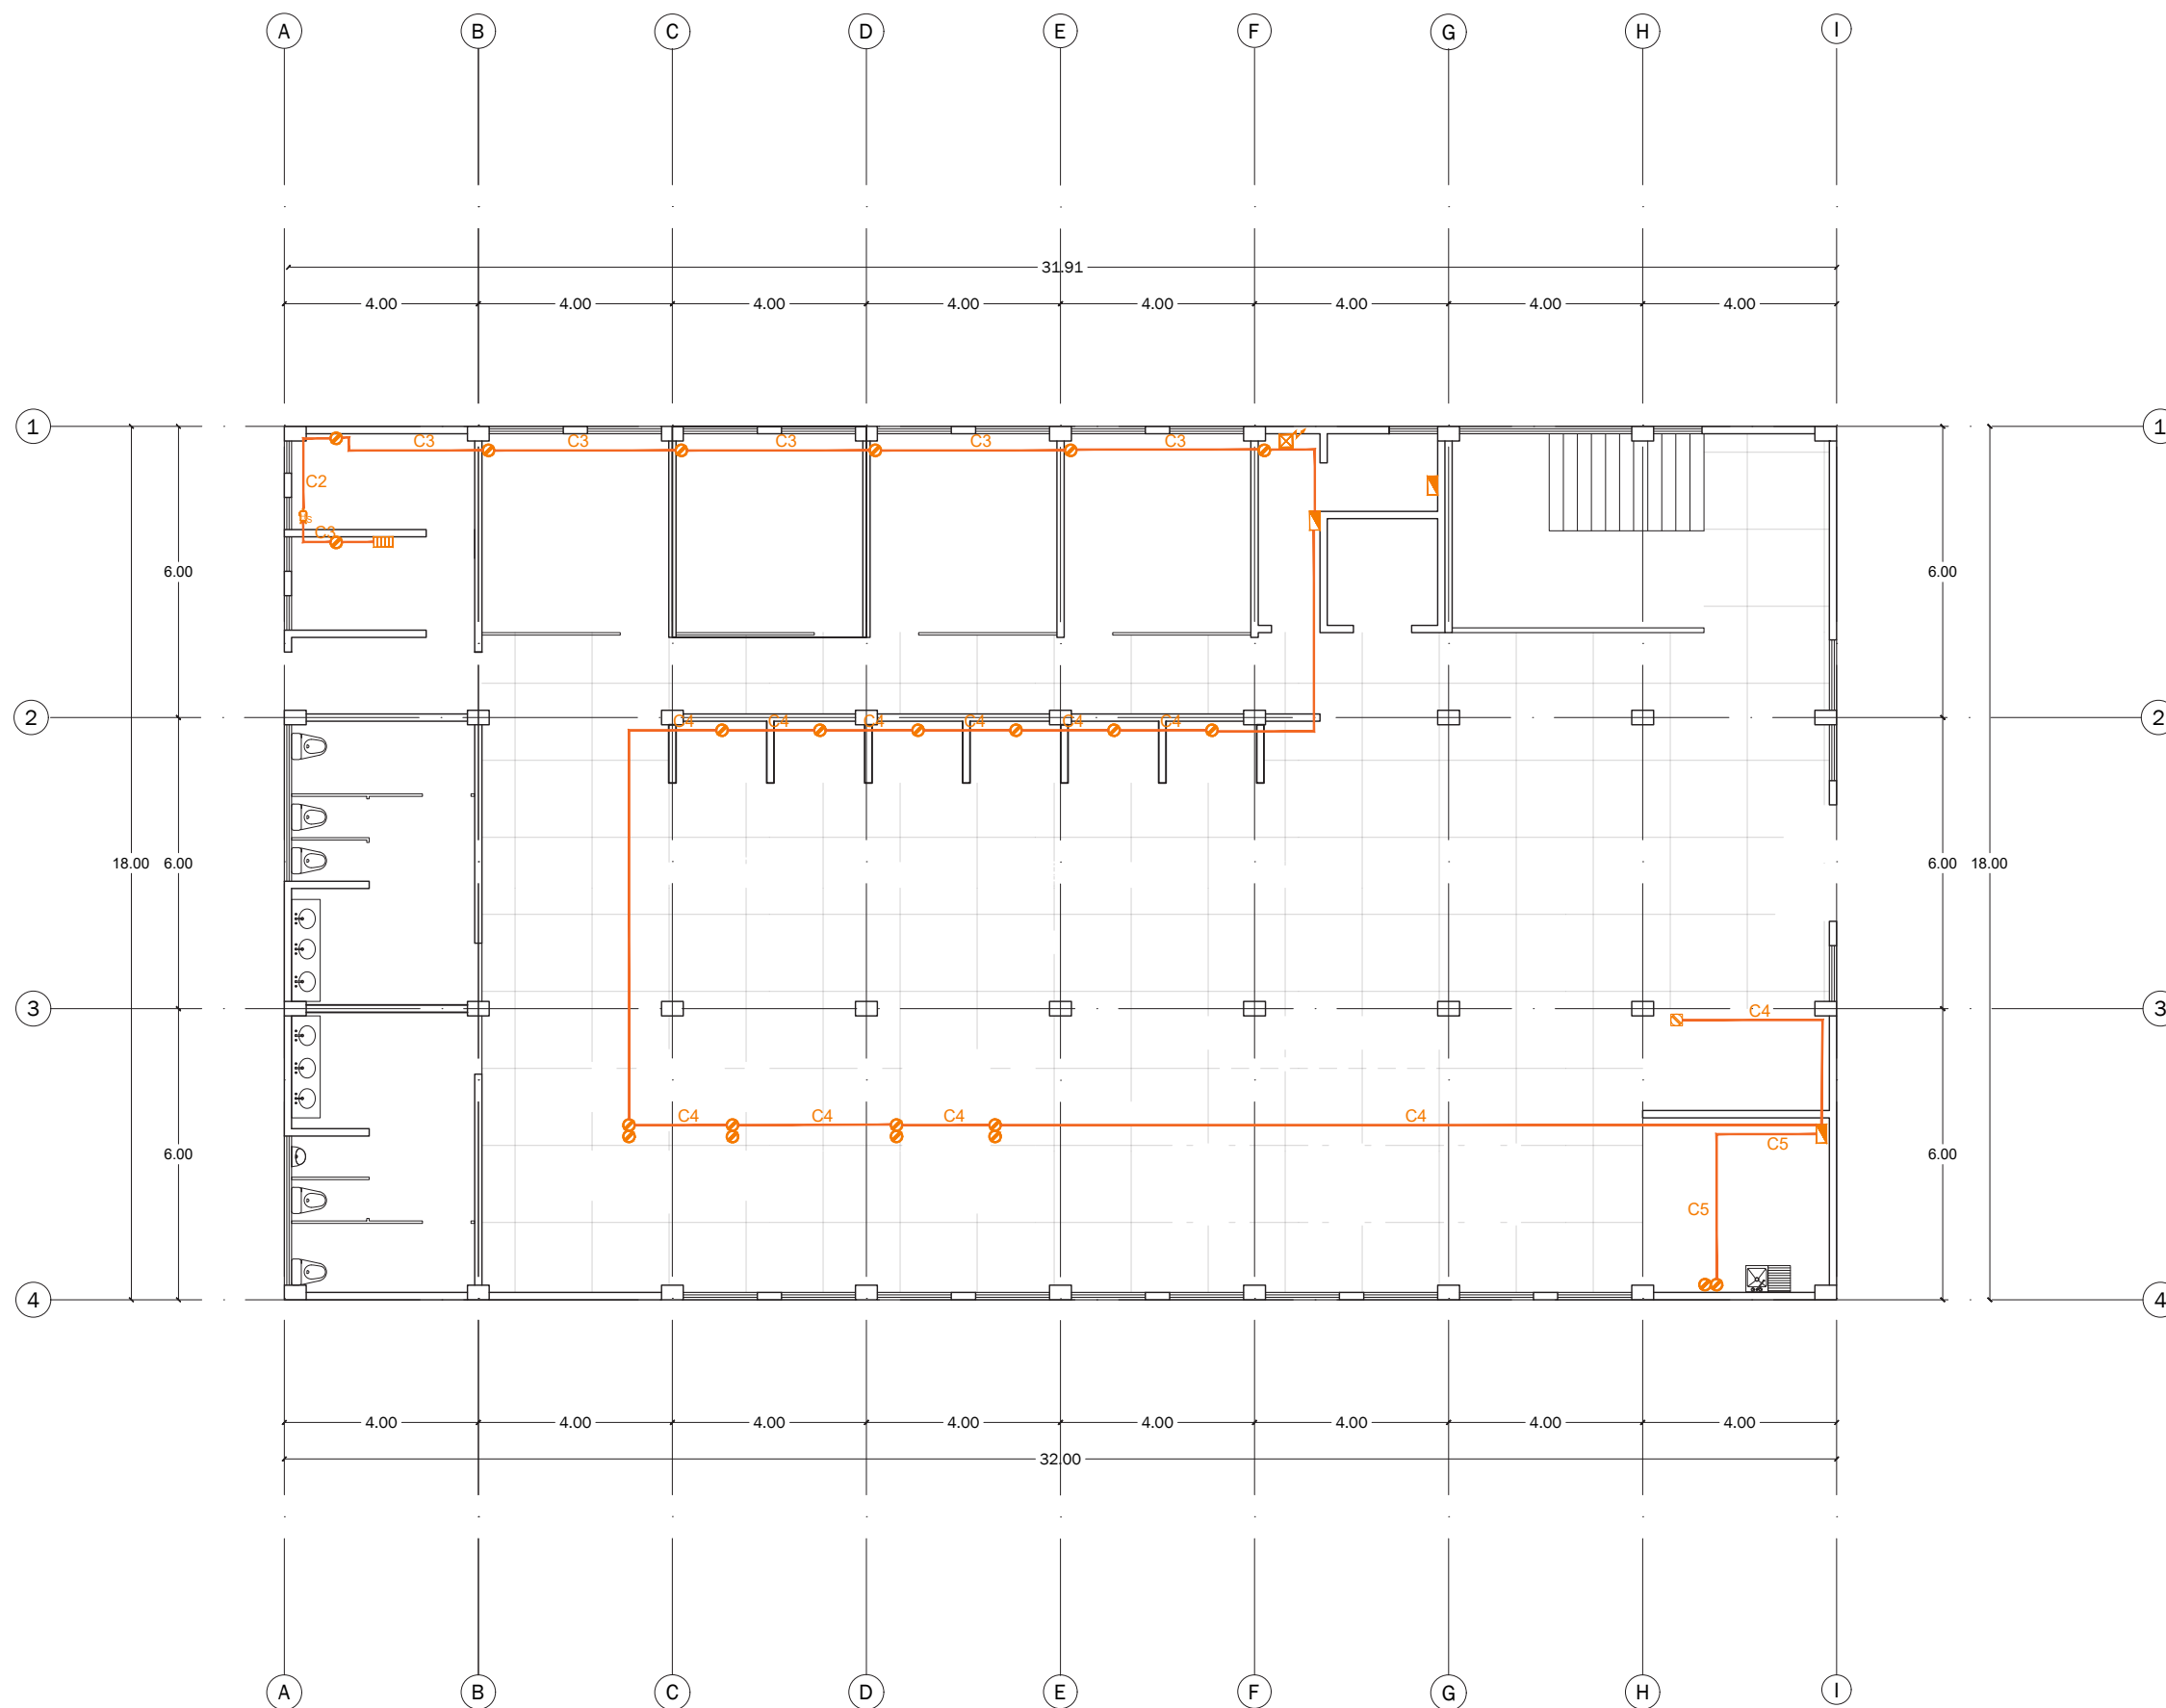 A B C D E F G H I
31.91
4.00 4.00 4.00 4.00 4.00 4.00 4.00 4.00
1 1
C3 C3 C3 C3 C3
C2
C3
6.00 6.00
2 2
C4 C4 C4 C4 C4 C4
18.00 6.00 6.00 18.00
3 3
C4
C4 C4 C4 C4
C5
6.00 6.00
C5
4 4
4.00 4.00 4.00 4.00 4.00 4.00 4.00 4.00
32.00
A B C D E F G H I